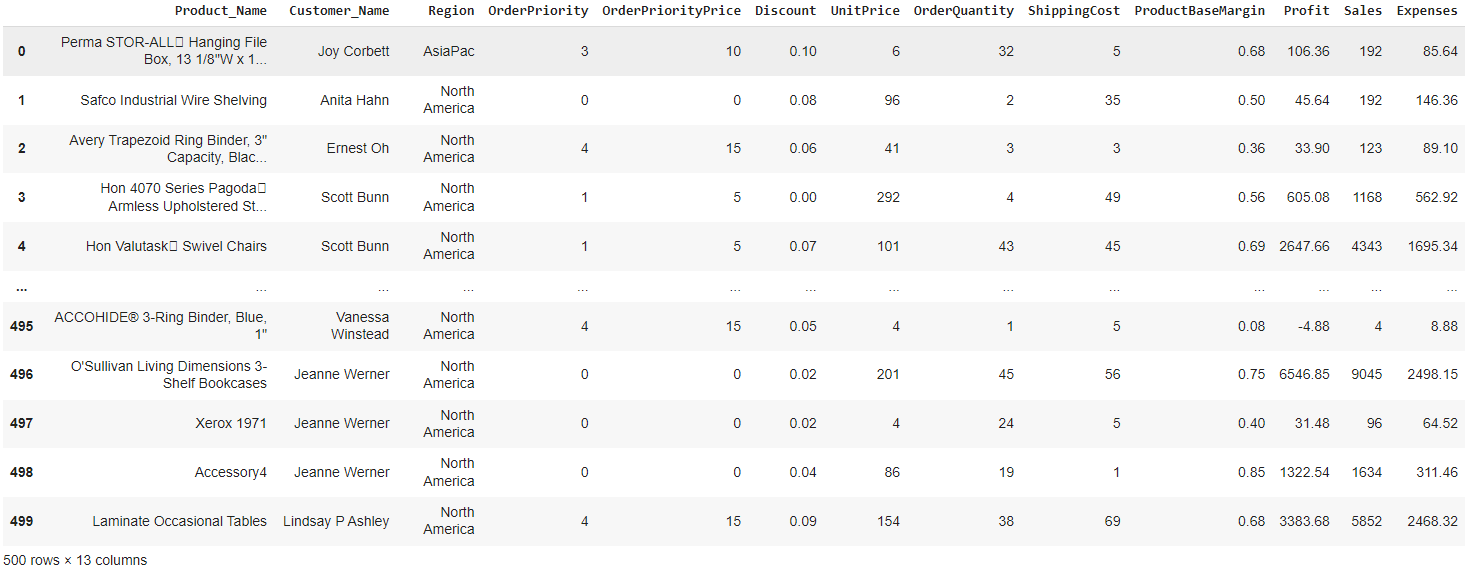 Product_Name Customer_Name Region OrderPriority OrderPriorityPrice Discount UnitPrice OrderQuantity ShippingCost ProductBaseMargin Profit Sales Expenses
0 Perma STOR-ALL▯ Hanging File Box, 13 1/8"W x 1... Joy Corbett AsiaPac 3 10 0.10 6 32 5 0.68 106.36 192 85.64
1 Safco Industrial Wire Shelving Anita Hahn North America 0 0 0.08 96 2 35 0.50 45.64 192 146.36
2 Avery Trapezoid Ring Binder, 3" Capacity, Blac... Ernest Oh North America 4 15 0.06 41 3 3 0.36 33.90 123 89.10
3 Hon 4070 Series Pagoda▯ Armless Upholstered St... Scott Bunn North America 1 5 0.00 292 4 49 0.56 605.08 1168 562.92
4 Hon Valutask▯ Swivel Chairs Scott Bunn North America 1 5 0.07 101 43 45 0.69 2647.66 4343 1695.34
... ... ... ... ... ... ... ... ... ... ... ... ... ...
495 ACCOHIDE® 3-Ring Binder, Blue, 1" Vanessa Winstead North America 4 15 0.05 4 1 5 0.08 -4.88 4 8.88
496 O'Sullivan Living Dimensions 3-Shelf Bookcases Jeanne Werner North America 0 0 0.02 201 45 56 0.75 6546.85 9045 2498.15
497 Xerox 1971 Jeanne Werner North America 0 0 0.02 4 24 5 0.40 31.48 96 64.52
498 Accessory4 Jeanne Werner North America 0 0 0.04 86 19 1 0.85 1322.54 1634 311.46
499 Laminate Occasional Tables Lindsay P Ashley North America 4 15 0.09 154 38 69 0.68 3383.68 5852 2468.32
500 rows × 13 columns